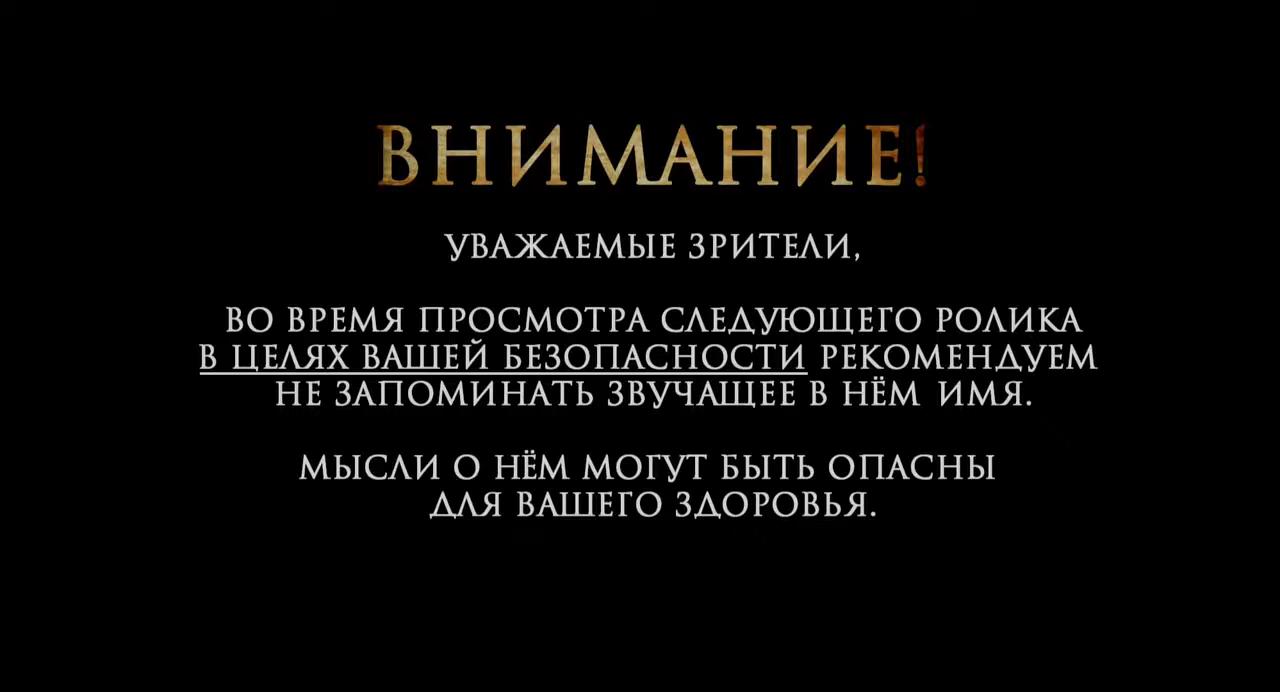 ВНИМАНИЕ!
УВАЖАЕМЫЕ ЗРИТЕЛИ,
ВО ВРЕМЯ ПРОСМОТРА СЛЕДУЮЩЕГО РОЛИКА
В ЦЕЛЯХ ВАШЕЙ БЕЗОПАСНОСТИ РЕКОМЕНДУЕМ
НЕ ЗАПОМИНАТЬ ЗВУЧАЩЕЕ В НЁМ ИМЯ.
МЫСЛИ О НЁМ МОГУТ БЫТЬ ОПАСНЫ
ДЛЯ ВАШЕГО ЗДОРОВЬЯ.